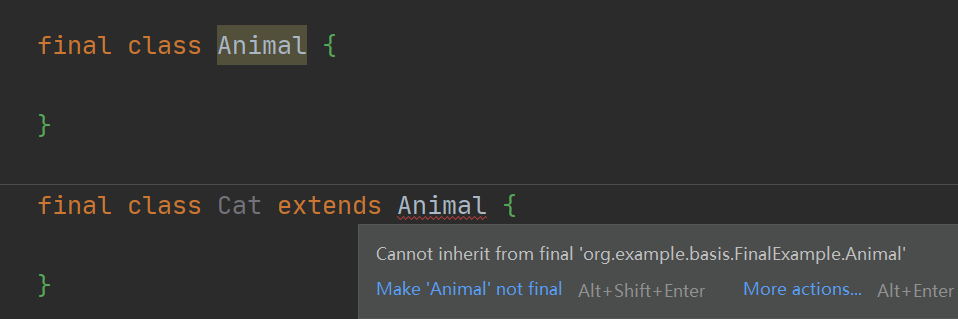 final class Animal {
}
final class Cat extends Animal {
Cannot inherit from final 'org.example.basis.FinalExample.Animal'
Make 'Animal' not final Alt+Shift+Enter More actions... Alt+Enter
}